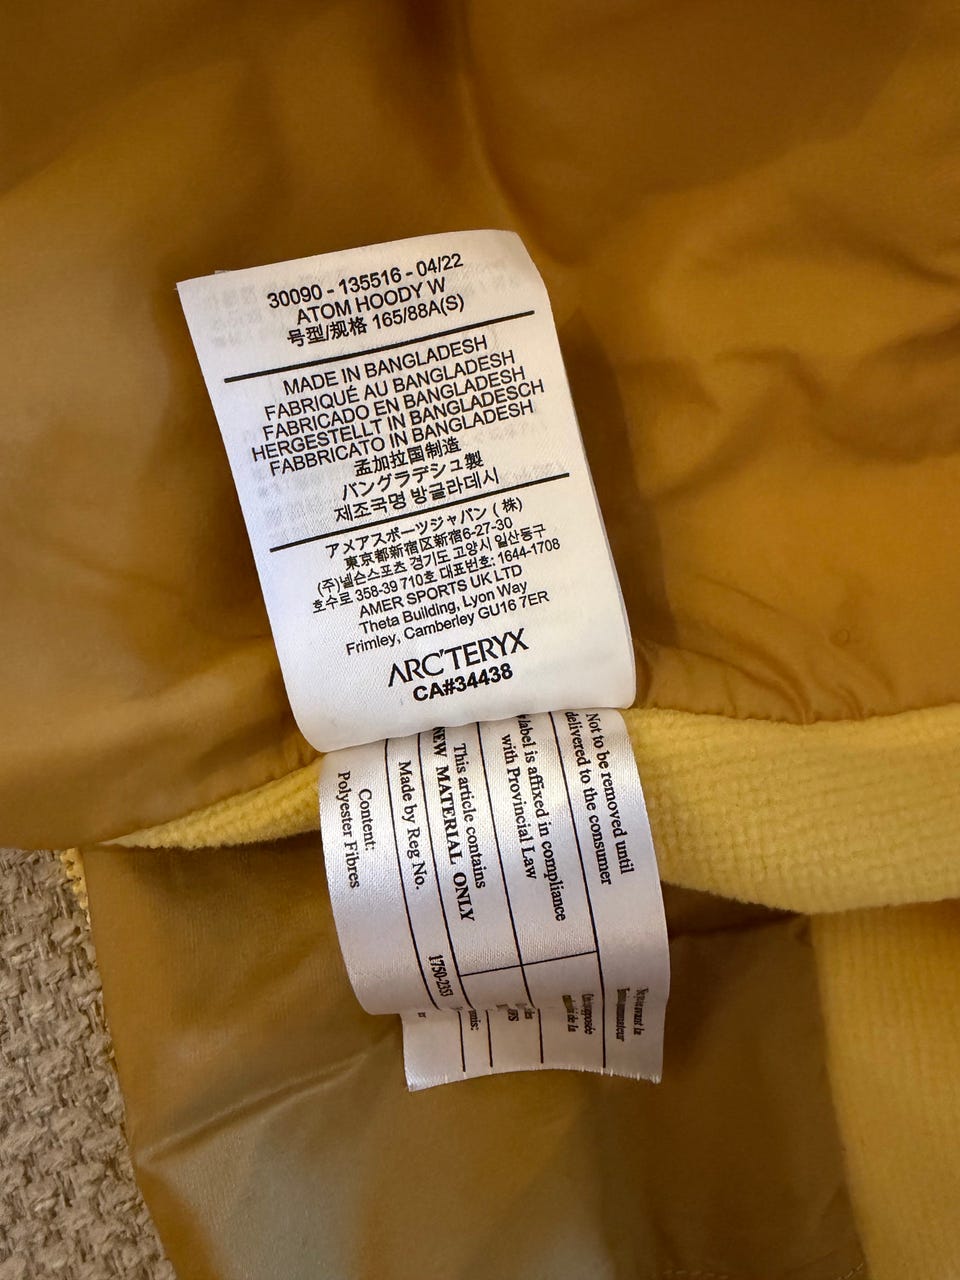 30090 - 135516 - 04/22
ATOM HOODY W
号型/规格 165/88A(S)
MADE IN BANGLADESH
FABRIQUÉ AU BANGLADESH
FABRICADO EN BANGLADESH
HERGESTELLT IN BANGLADESCH
FABBRICATO IN BANGLADESH
孟加拉国制造
バングラデシュ製
제조국명 방글라데시
アメアスポーツジャパン ( 株)
東京都新宿区新宿6-27-30
(주)넬슨스포츠 경기도 고양시 일산동구
호수로 358-39 710호 대표번호: 1644-1708
AMER SPORTS UK LTD
Theta Building, Lyon Way
Frimley, Camberley GU16 7ER
ARC'TERYX
CA#34438
Not to be removed until
delivered to the consumer
label is affixed in compliance
with Provincial Law
This article contains
NEW MATERIAL ONLY
Made by Reg No.
1750-2353
Content:
Polyester Fibres